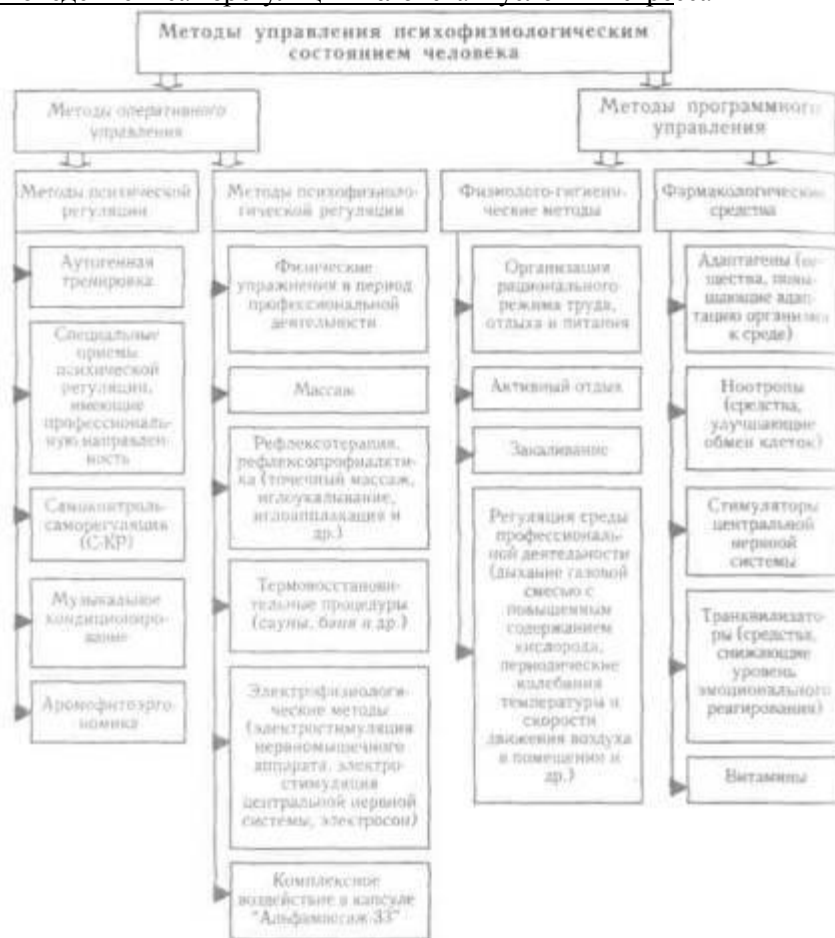 Методы управления психофизиологическим
состоянием человека
Методы оперативного
управления
Методы программного
управления
Методы психической
регуляции
Методы психофизиоло-
гической регуляции
Физиолого-гигиени-
ческие методы
Фармакологические
средства
Аутогенная
тренировка
Специальные
приемы
психической
регуляции,
имеющие
профессиональ-
ную направлен-
ность
Самоконтроль-
саморегуляция
(С-КР)
Музыкальное
кондициониро-
вание
Аромофитоэрго-
номика
Физические
упражнения в период
профессиональной
деятельности
Массаж
Рефлексотерапия,
рефлексопрофилакти-
ка (точечный массаж,
иглоукалывание,
иглоаппликация и
др.)
Термовосстанови-
тельные процедуры
(сауны, баня и др.)
Электрофизиологи-
ческие методы
(электростимуляция
нервномышечного
аппарата, электро-
стимуляция
центральной нервной
системы, электросон)
Комплексное
воздействие в капсуле
"Альфамассаж-33"
Организация
рационального
режима труда,
отдыха и питания
Активный отдых
Закаливание
Регуляция среды
профессиональ-
ной деятельности
(дыхание газовой
смесью с
повышенным
содержанием
кислорода,
периодические
колебания
температуры и
скорости
движения воздуха
в помещении и
др.)
Адаптагены (ве-
щества, повы-
шающие адап-
тацию организма
к среде)
Ноотропы
(средства,
улучшающие
обмен клеток)
Стимуляторы
центральной
нервной
системы
Транквилизато-
ры (средства,
снижающие
уровень
эмоционального
реагирования)
Витамины